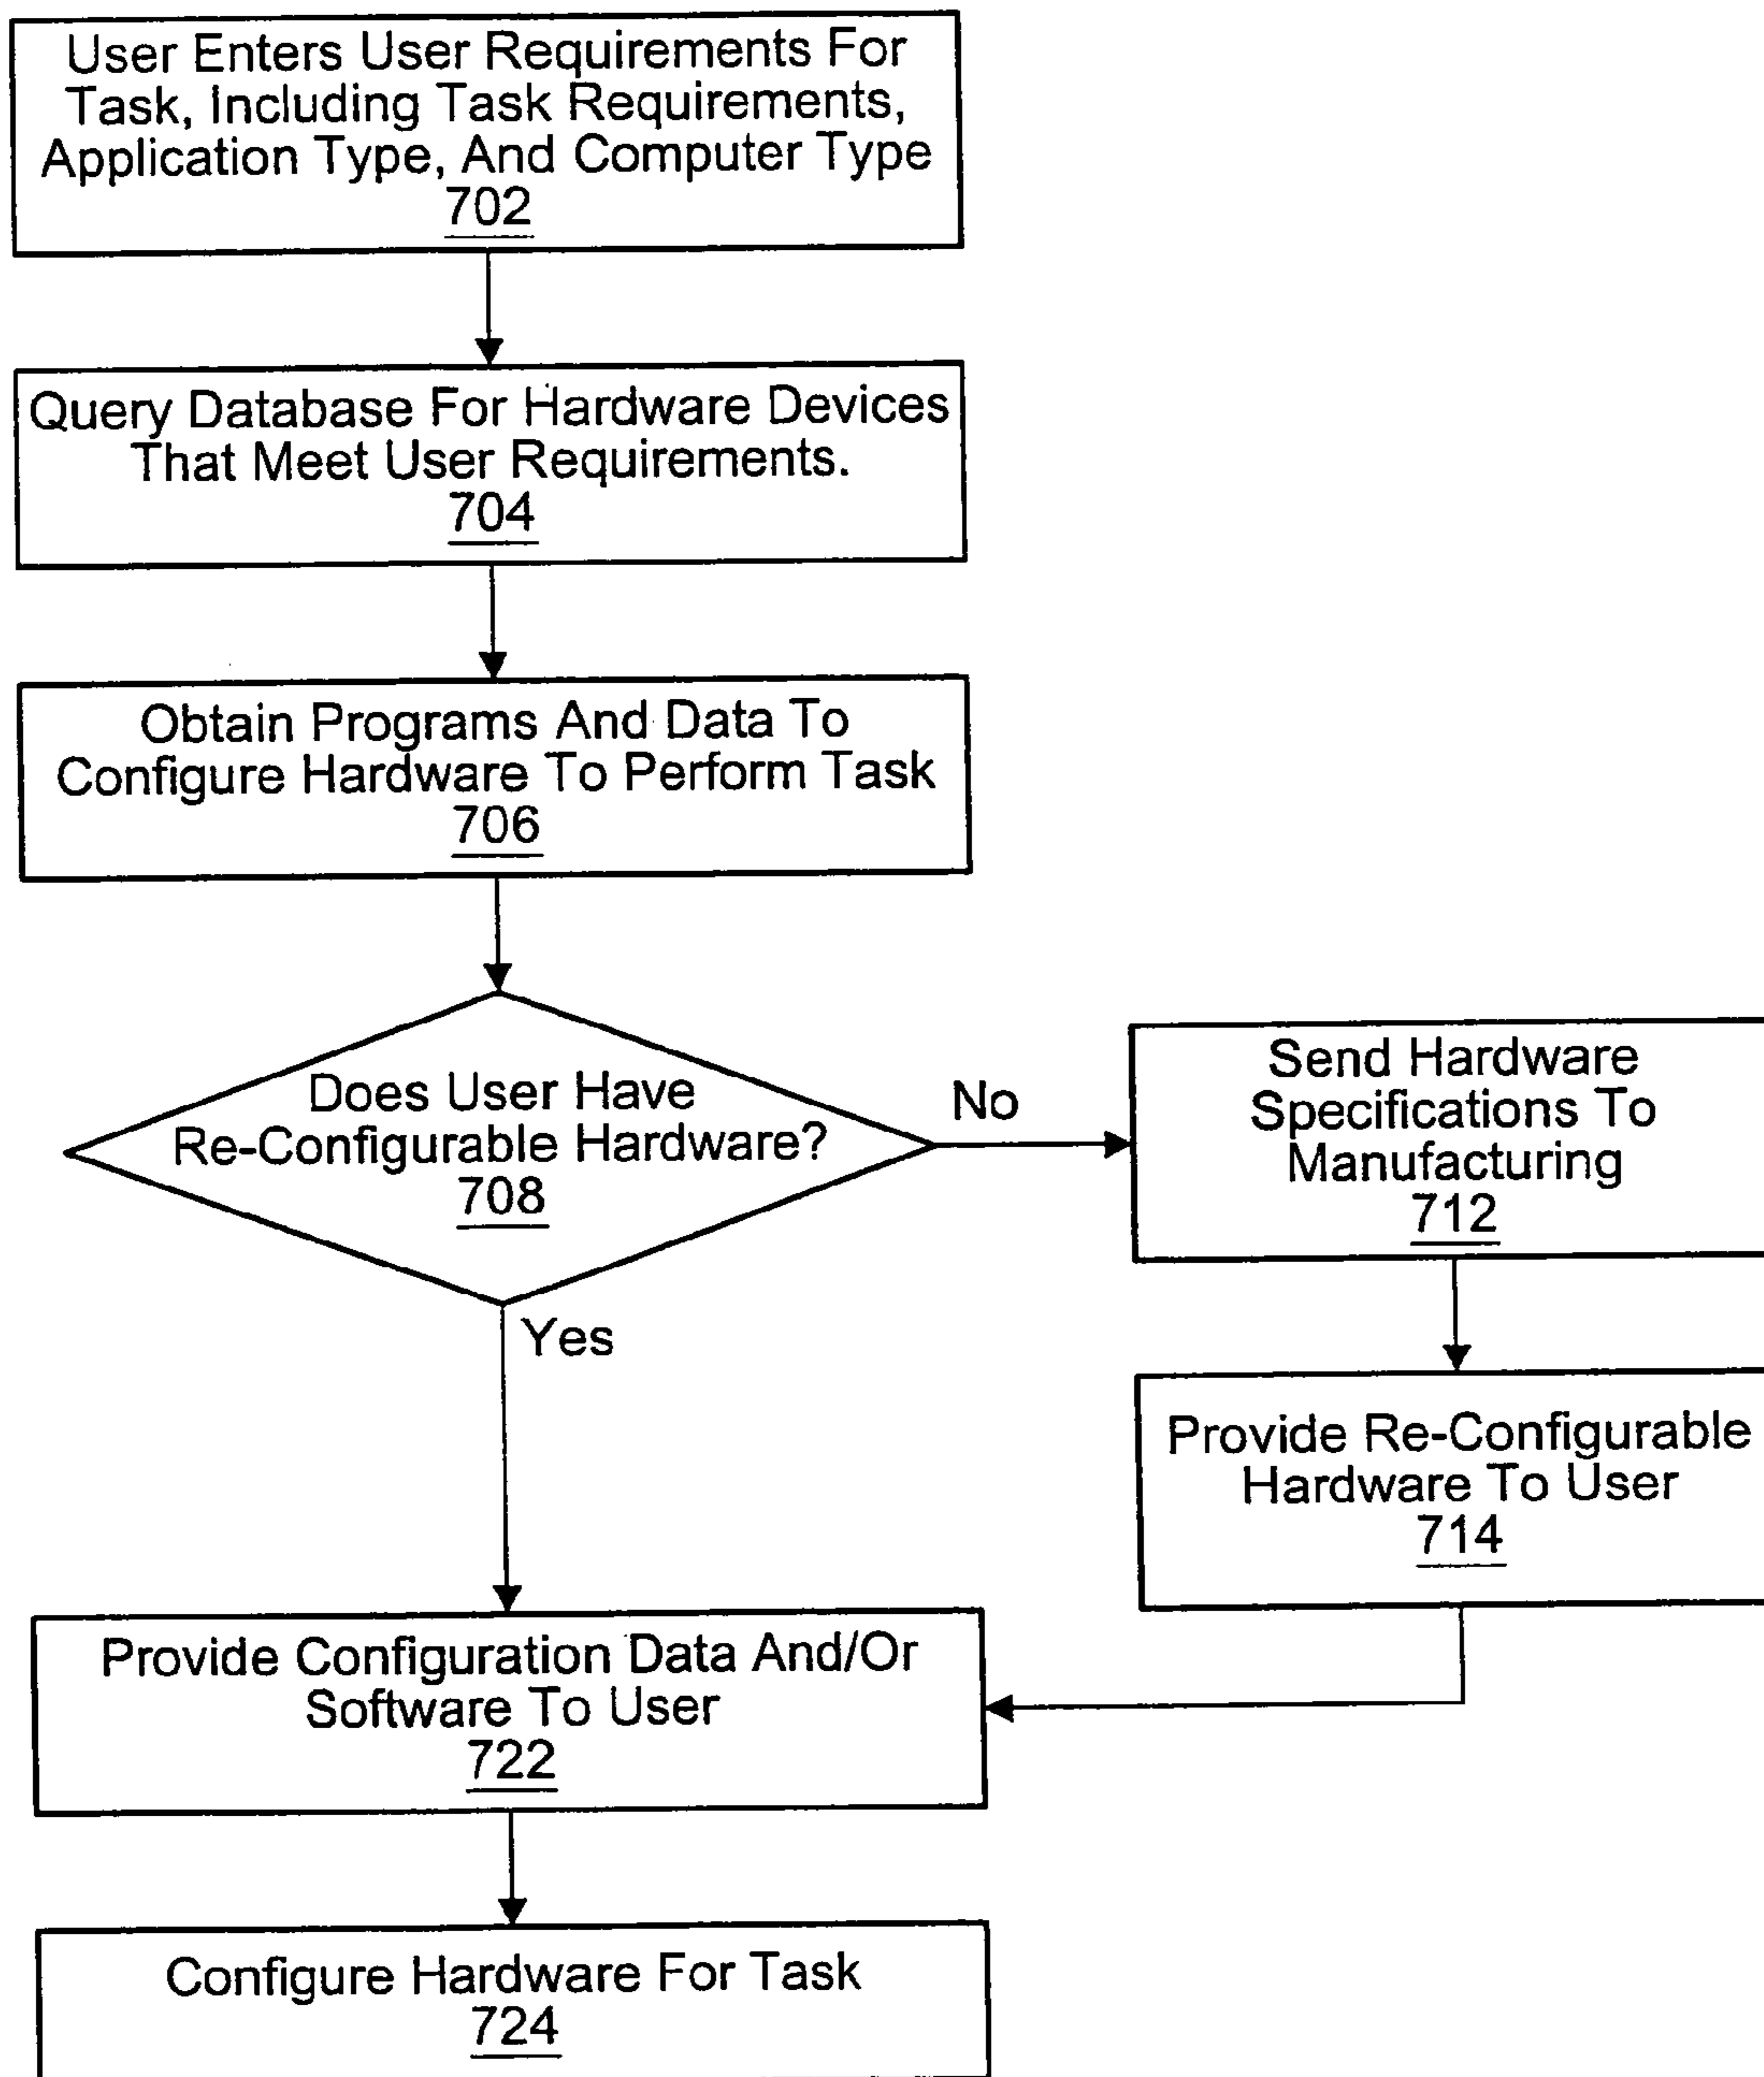 User Enters User Requirements For
Task, Including Task Requirements,
Application Type, And Computer Type
702
Query Database For Hardware Devices
That Meet User Requirements.
704
Obtain Programs And Data To
Configure Hardware To Perform Task
706
Does User Have
Re-Configurable Hardware?
708
No
Send Hardware
Specifications To
Manufacturing
712
Yes
Provide Re-Configurable
Hardware To User
714
Provide Configuration Data And/Or
Software To User
722
Configure Hardware For Task
724